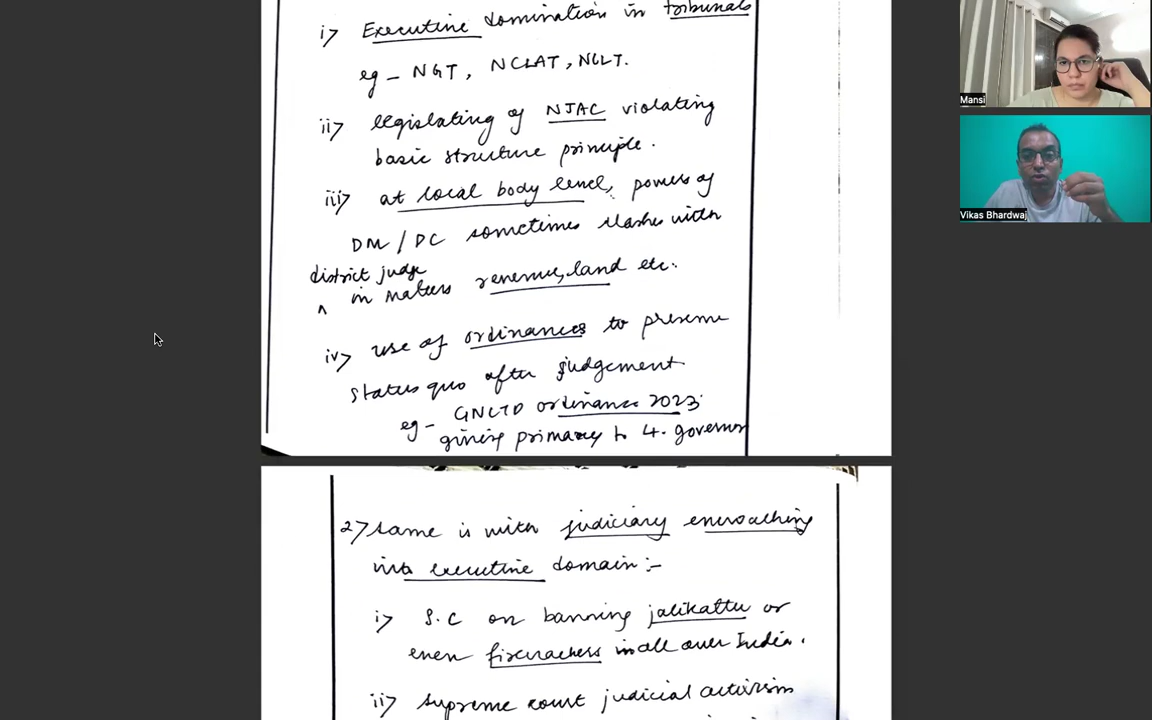 i> Executive domination in tribunals
eg - NGT, NCLAT, NCLT.
ii> legislating of NJAC violating
basic structure principle.
iii> at local body level, powers of
DM / DC sometimes clashes with
district judge
^ in matters revenue, land etc.
iv> use of ordinances to preserve
status quo after judgement
eg - GNCTD ordinance 2023
giving primacy to L. governor
2> Same is with judiciary encroaching
into executive domain :-
i> S.C on banning jalikattu or
even firecrackers in all over India.
ii> Supreme court judicial activism
Mansi
Vikas Bhardwaj